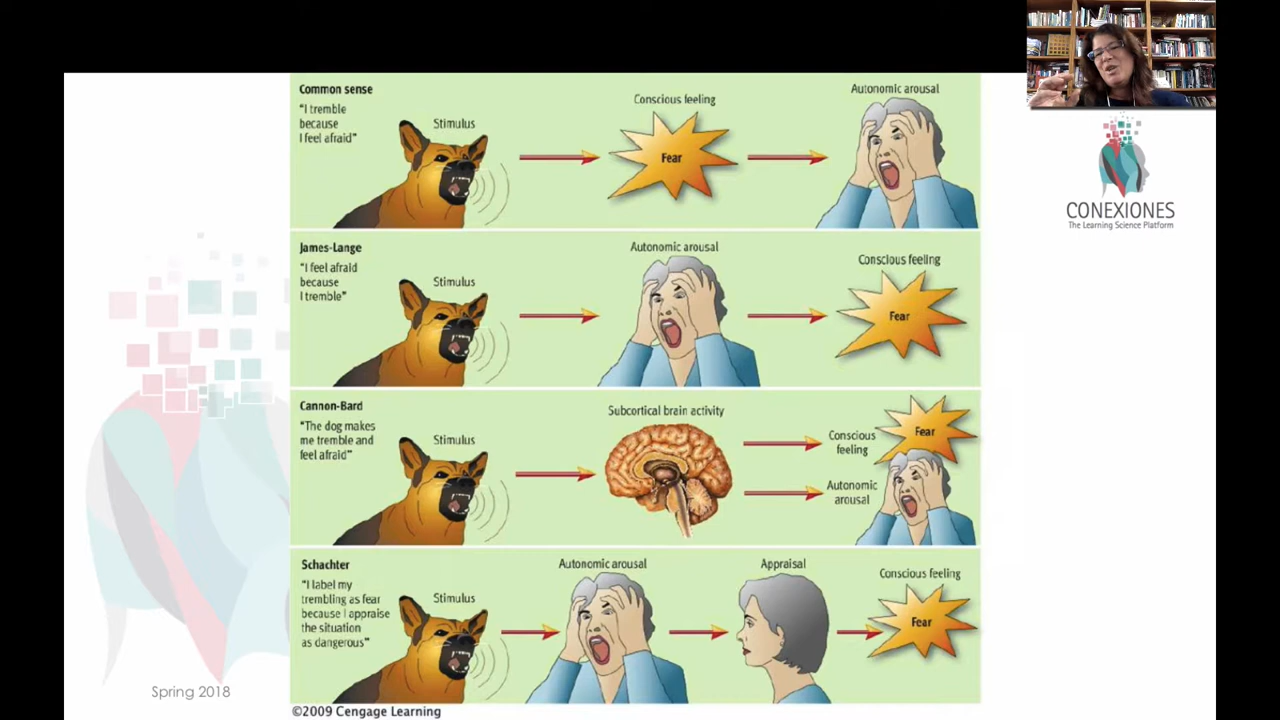 Common sense
"I tremble
because
I feel afraid"
Stimulus
Conscious feeling
Fear
Autonomic arousal
James-Lange
"I feel afraid
because
I tremble"
Stimulus
Autonomic arousal
Conscious feeling
Fear
Cannon-Bard
"The dog makes
me tremble and
feel afraid"
Stimulus
Subcortical brain activity
Conscious
feeling
Fear
Autonomic
arousal
Schachter
"I label my
trembling as fear
because I appraise
the situation
as dangerous"
Stimulus
Autonomic arousal
Appraisal
Conscious feeling
Fear
©2009 Cengage Learning
Spring 2018
CONEXIONES
The Learning Science Platform